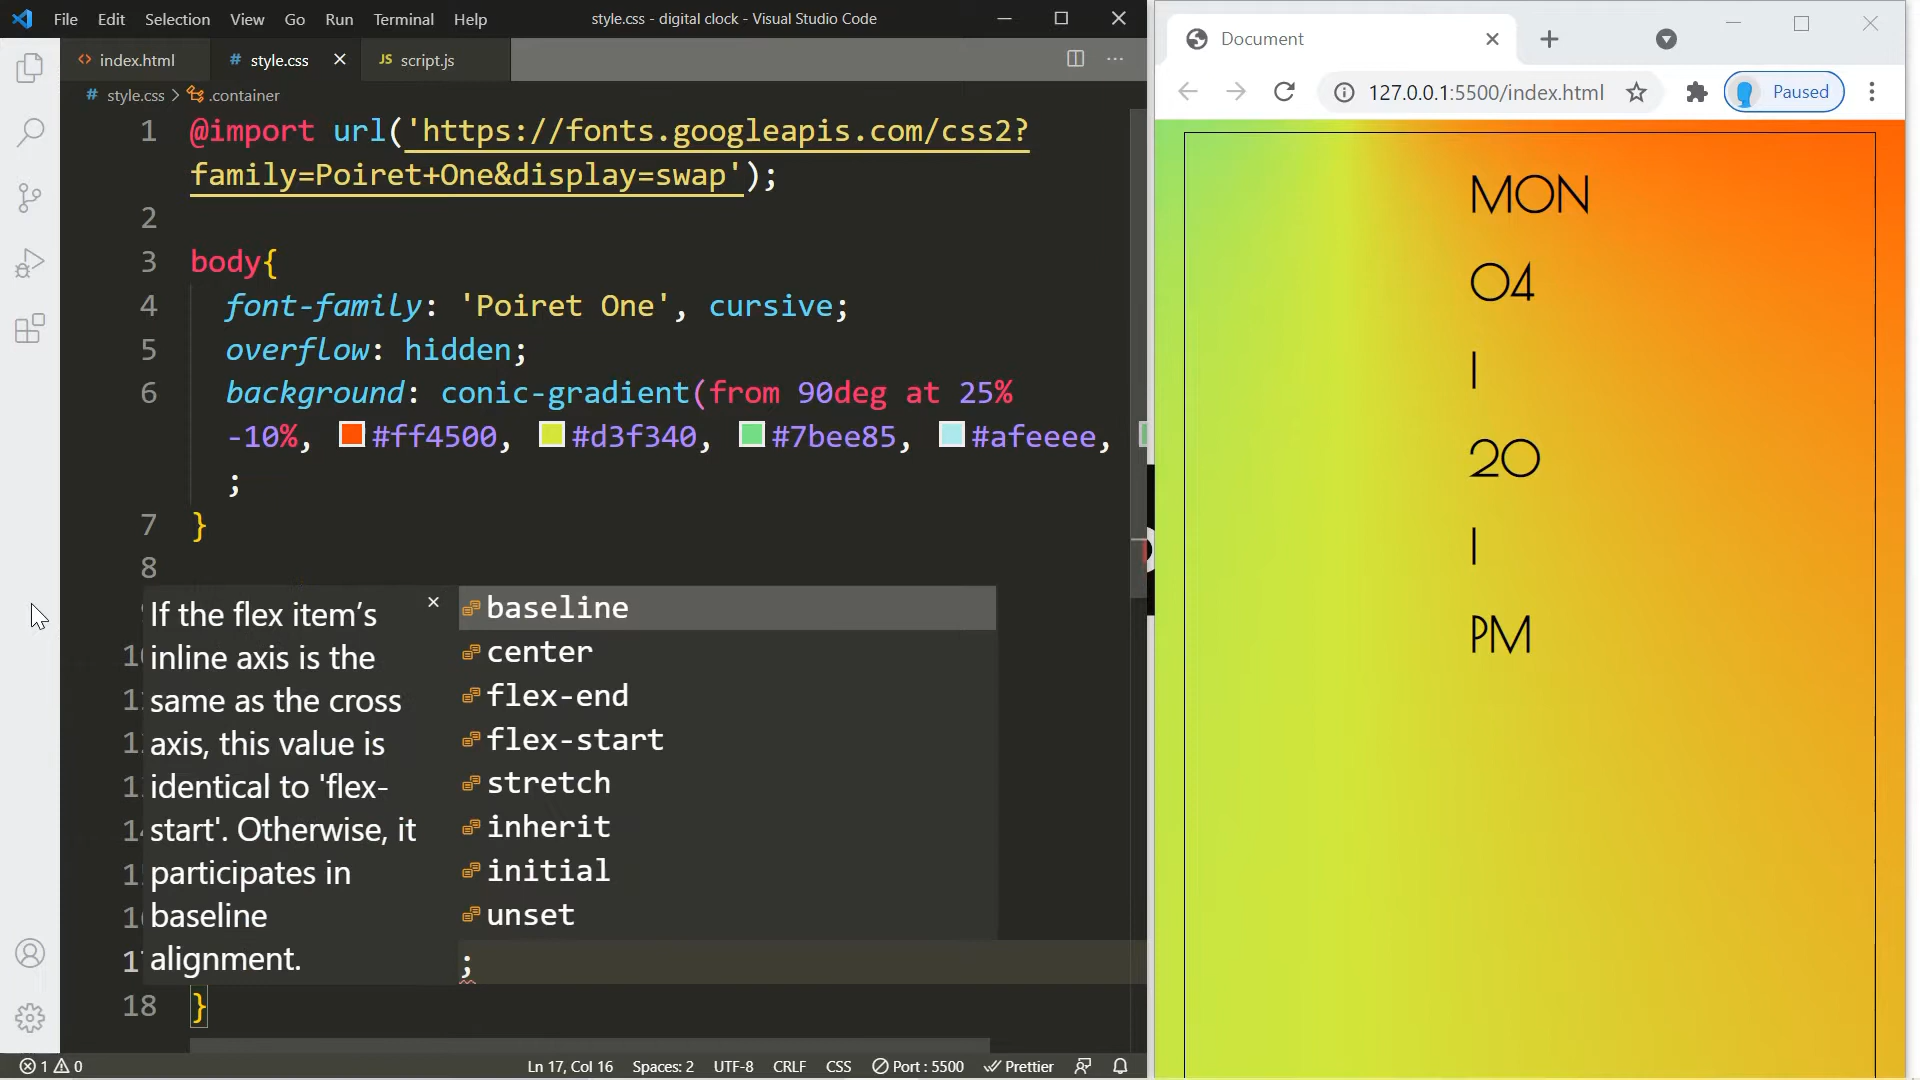 File Edit Selection View Go Run Terminal Help
style.css - digital clock - Visual Studio Code
index.html
# style.css
JS script.js
# style.css > .container
1 @import url('https://fonts.googleapis.com/css2?
family=Poiret+One&display=swap');
2
3 body{
4 font-family: 'Poiret One', cursive;
5 overflow: hidden;
6 background: conic-gradient(from 90deg at 25%
-10%, #ff4500, #d3f340, #7bee85, #afeeee,
;
7 }
8
If the flex item’s
inline axis is the
same as the cross
axis, this value is
identical to 'flex-
start'. Otherwise, it
participates in
baseline
alignment.
baseline
center
flex-end
flex-start
stretch
inherit
initial
unset
;
18 }
1 0
Ln 17, Col 16
Spaces: 2
UTF-8
CRLF
CSS
Port : 5500
Prettier
Document
127.0.0.1:5500/index.html
Paused
MON
04
|
20
|
PM